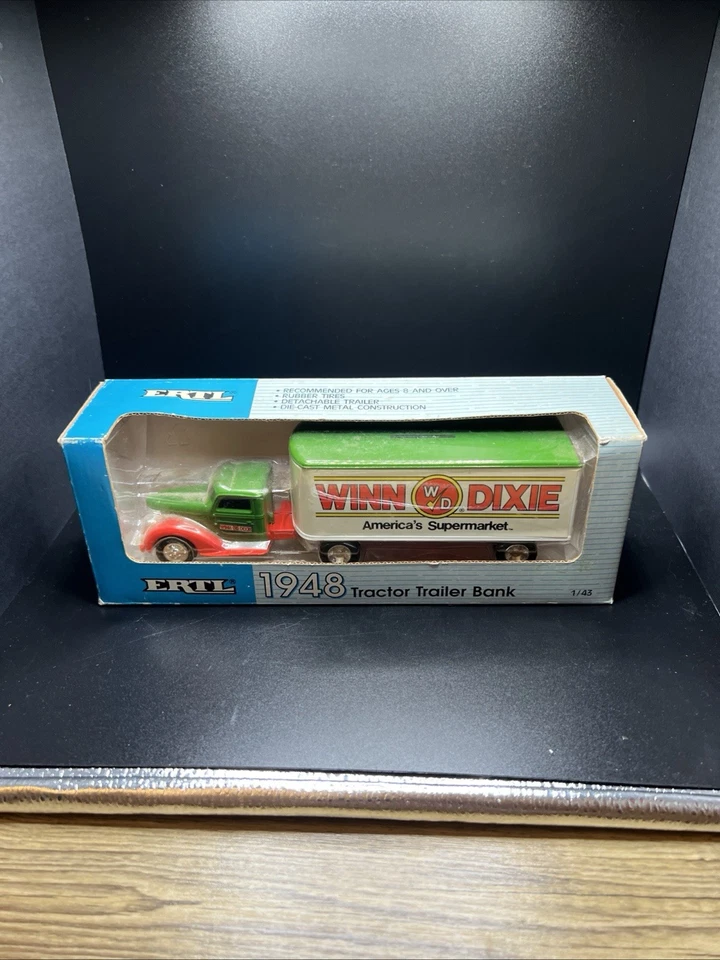 ERTL
• RECOMMENDED FOR AGES 8 AND OVER
• RUBBER TIRES
• DETACHABLE TRAILER
• DIE-CAST METAL CONSTRUCTION
WINN W/D® DIXIE
America's Supermarket™
ERTL®
1948 Tractor Trailer Bank
1/43